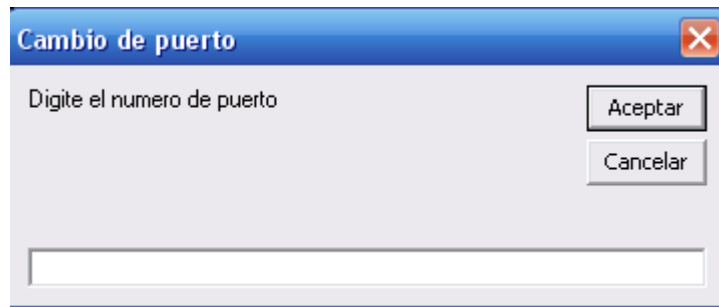 Cambio de puerto
Digite el numero de puerto
Aceptar
Cancelar